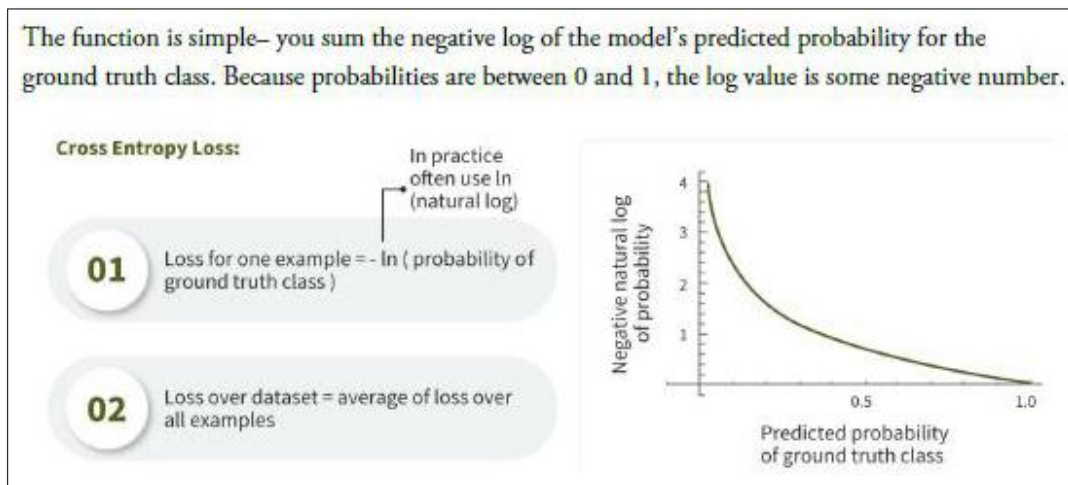 The function is simple– you sum the negative log of the model's predicted probability for the
ground truth class. Because probabilities are between 0 and 1, the log value is some negative number.
Cross Entropy Loss:
In practice
often use ln
(natural log)
01
Loss for one example = - ln ( probability of
ground truth class )
02
Loss over dataset = average of loss over
all examples
Negative natural log
of probability
4
3
2
1
0.5
1.0
Predicted probability
of ground truth class